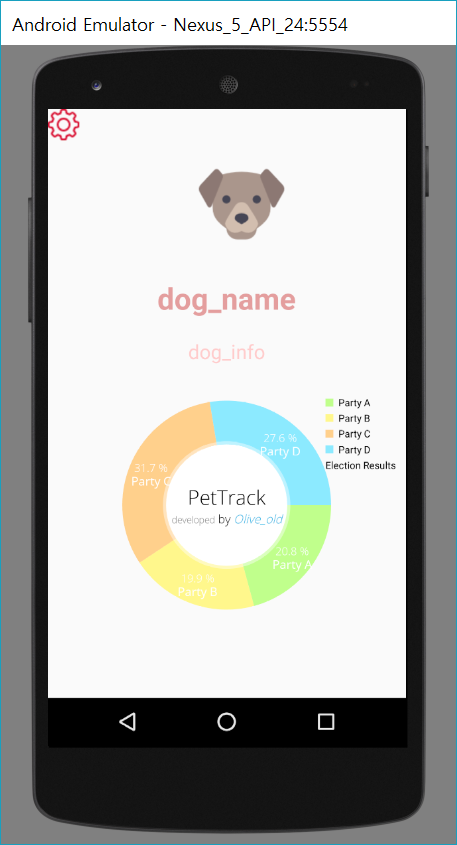 Android Emulator - Nexus_5_API_24:5554
dog_name
dog_info
Party A
Party B
Party C
Party D
Election Results
27.6 %
Party D
31.7 %
Party C
PetTrack
developed by Olive_old
20.8 %
Party A
19.9 %
Party B